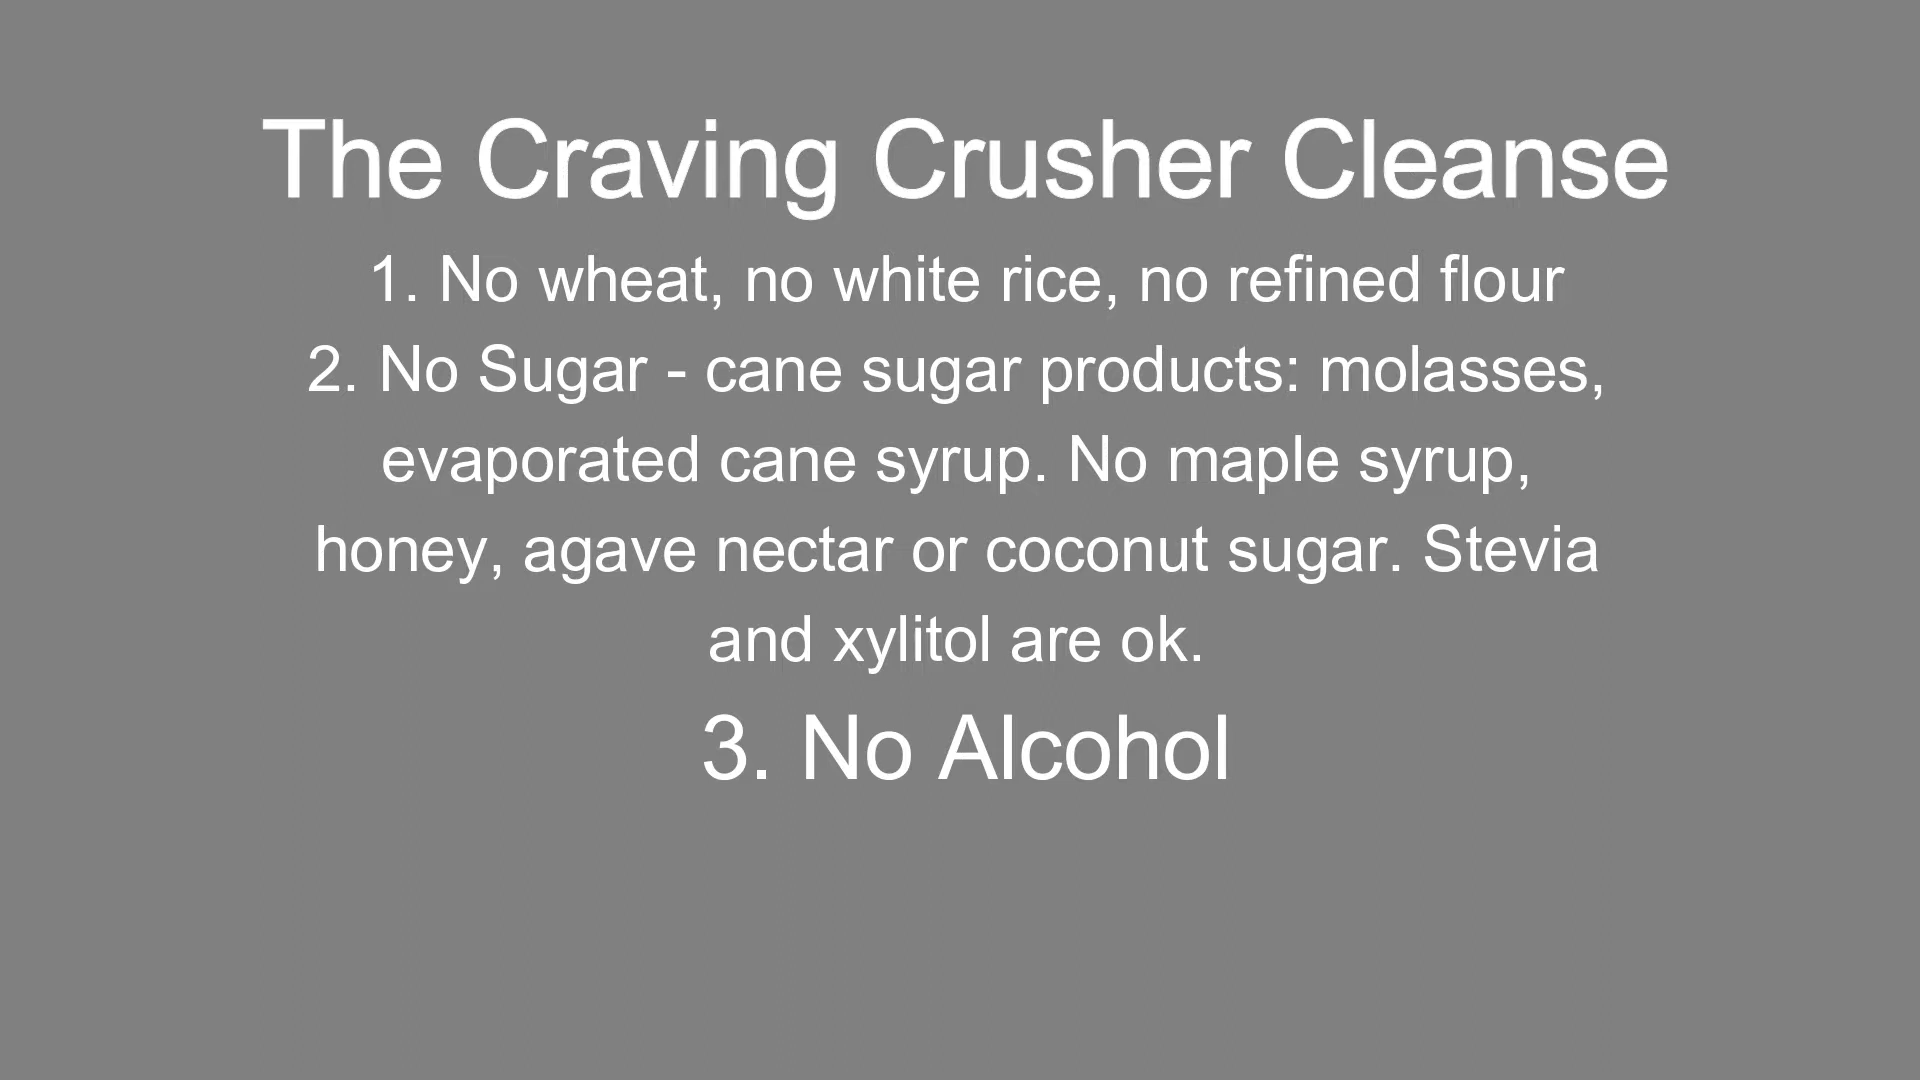 The Craving Crusher Cleanse
1. No wheat, no white rice, no refined flour
2. No Sugar - cane sugar products: molasses,
evaporated cane syrup. No maple syrup,
honey, agave nectar or coconut sugar. Stevia
and xylitol are ok.
3. No Alcohol